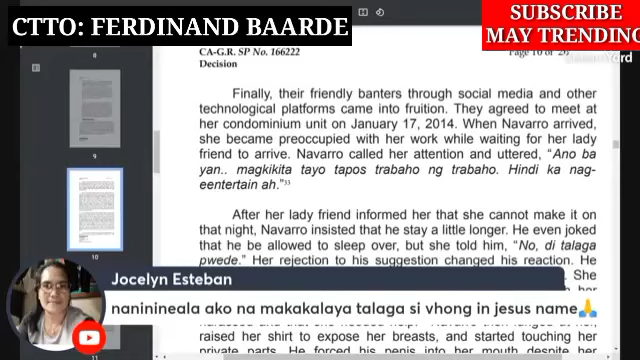 CTTO: FERDINAND BAARDE
SUBSCRIBE
MAY TRENDING
CA-G.R. SP No. 166222
Decision
8
Finally, their friendly banters through social media and other
technological platforms came into fruition. They agreed to meet at
her condominium unit on January 17, 2014. When Navarro arrived,
she became preoccupied with her work while waiting for her lady
friend to arrive. Navarro called her attention and uttered, “Ano ba
yan.. magkikita tayo tapos trabaho ng trabaho. Hindi ka nag-
eentertain ah.”33
9
After her lady friend informed her that she cannot make it on
that night, Navarro insisted that he stay a little longer. He even joked
that he be allowed to sleep over, but she told him, “No, di talaga
pwede.” Her rejection to his suggestion changed his reaction. He
She
10
Jocelyn Esteban
naninineala ako na makakalaya talaga si vhong in jesus name🙏
raised her shirt to expose her breasts, and started touching her
private parts. He forced his penis into her mouth despite her
11